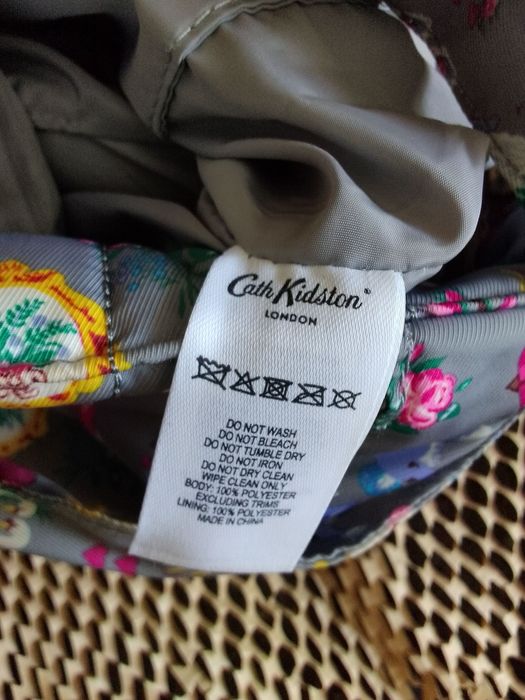 Cath Kidston®
LONDON
DO NOT WASH
DO NOT BLEACH
DO NOT TUMBLE DRY
DO NOT IRON
DO NOT DRY CLEAN
WIPE CLEAN ONLY
BODY: 100% POLYESTER
EXCLUDING TRIMS
LINING: 100% POLYESTER
MADE IN CHINA